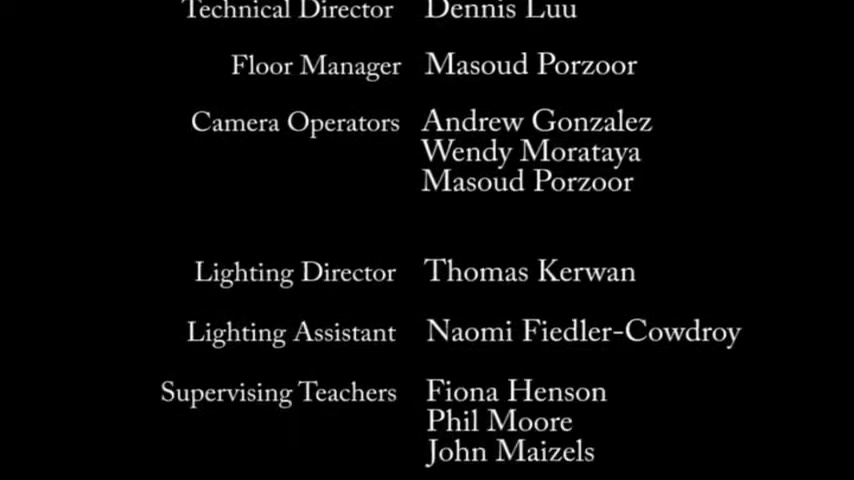 Technical Director Dennis Luu
Floor Manager Masoud Porzoor
Camera Operators Andrew Gonzalez
Wendy Morataya
Masoud Porzoor
Lighting Director Thomas Kerwan
Lighting Assistant Naomi Fiedler-Cowdroy
Supervising Teachers Fiona Henson
Phil Moore
John Maizels